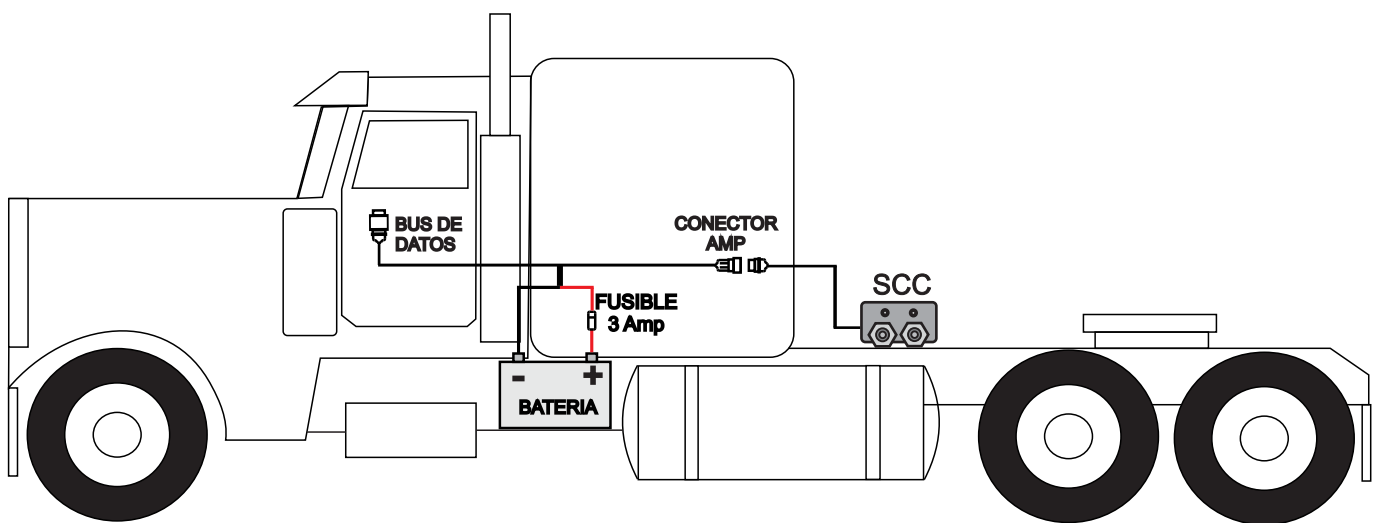 BUS DE
DATOS
CONECTOR
AMP
SCC
FUSIBLE
3 Amp
- +
BATERIA